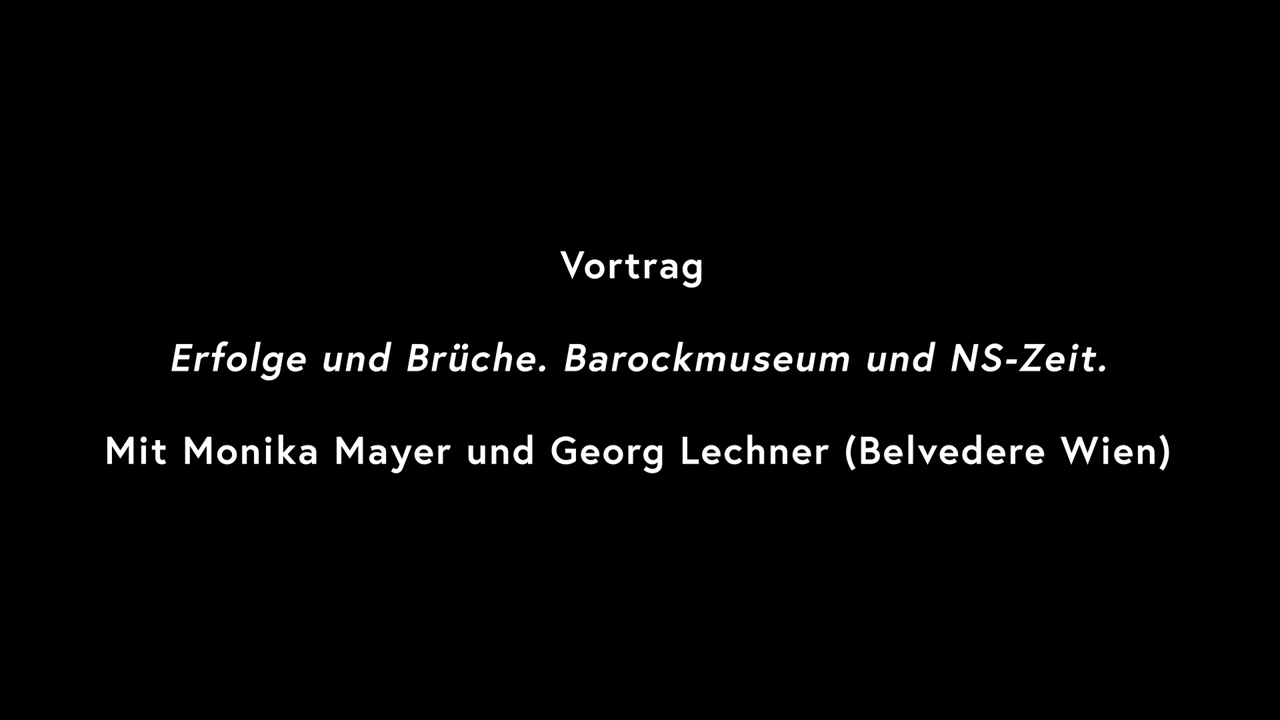 Vortrag
Erfolge und Brüche. Barockmuseum und NS-Zeit.
Mit Monika Mayer und Georg Lechner (Belvedere Wien)